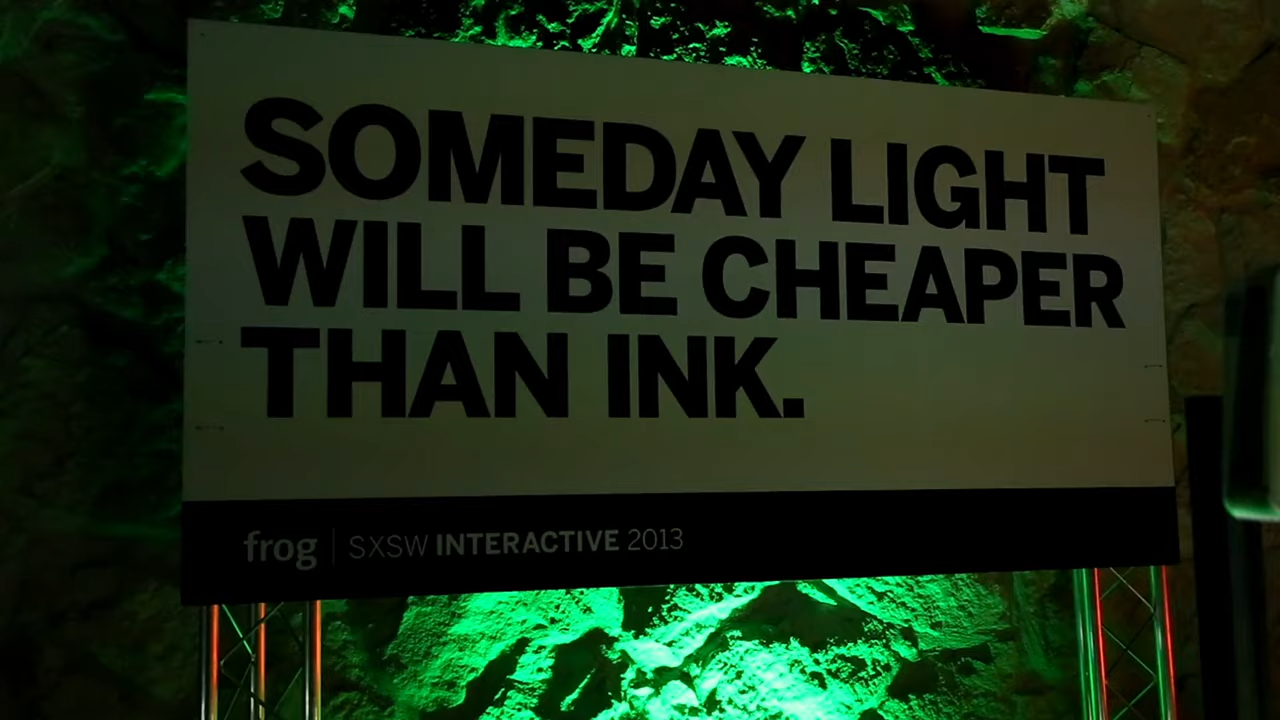 SOMEDAY LIGHT
WILL BE CHEAPER
THAN INK.
frog | SXSW INTERACTIVE 2013